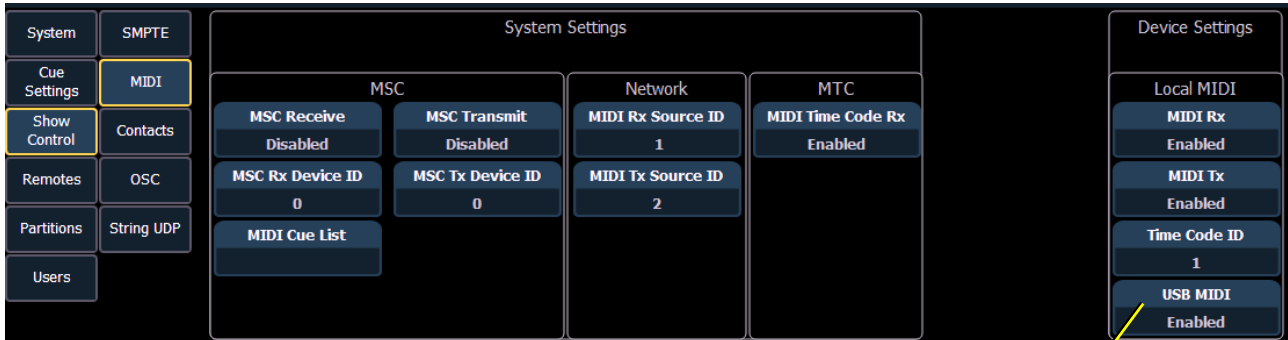 System
SMPTE
Cue
Settings
MIDI
Show
Control
Contacts
Remotes
OSC
Partitions
String UDP
Users
System Settings
MSC
MSC Receive
Disabled
MSC Transmit
Disabled
MSC Rx Device ID
0
MSC Tx Device ID
0
MIDI Cue List
Network
MIDI Rx Source ID
1
MIDI Tx Source ID
2
MTC
MIDI Time Code Rx
Enabled
Device Settings
Local MIDI
MIDI Rx
Enabled
MIDI Tx
Enabled
Time Code ID
1
USB MIDI
Enabled